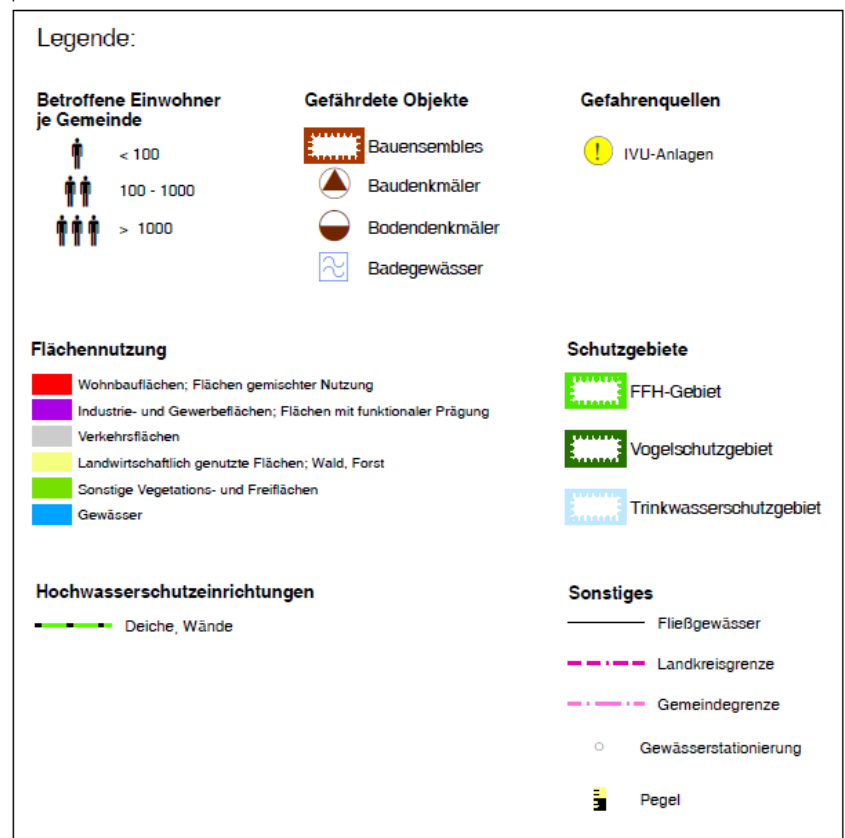 Legende:
Betroffene Einwohner
je Gemeinde
< 100
100 - 1000
> 1000
Gefährdete Objekte
Bauensembles
Baudenkmäler
Bodendenkmäler
Badegewässer
Gefahrenquellen
! IVU-Anlagen
Flächennutzung
Wohnbauflächen; Flächen gemischter Nutzung
Industrie- und Gewerbeflächen; Flächen mit funktionaler Prägung
Verkehrsflächen
Landwirtschaftlich genutzte Flächen; Wald, Forst
Sonstige Vegetations- und Freiflächen
Gewässer
Schutzgebiete
FFH-Gebiet
Vogelschutzgebiet
Trinkwasserschutzgebiet
Hochwasserschutzeinrichtungen
Deiche, Wände
Sonstiges
Fließgewässer
Landkreisgrenze
Gemeindegrenze
Gewässerstationierung
Pegel